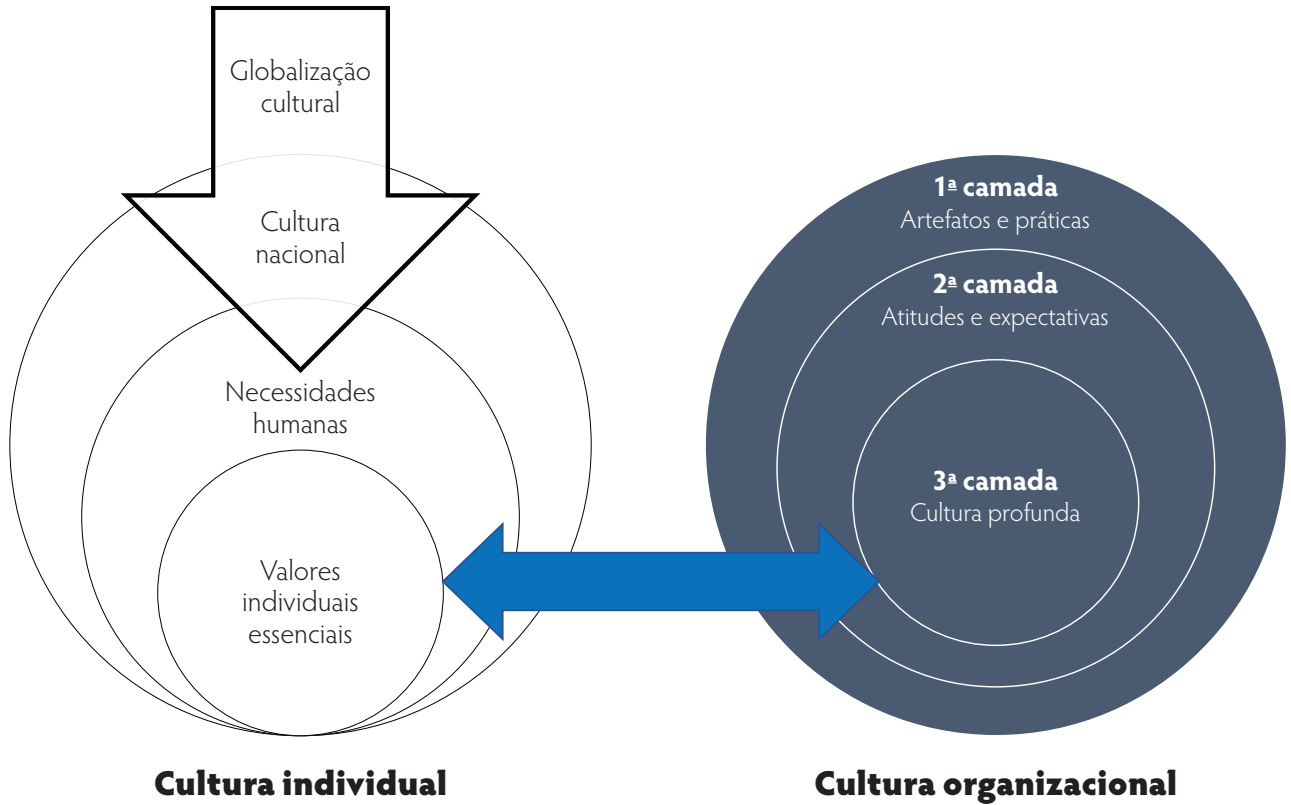 Globalização
cultural
Cultura
nacional
Necessidades
humanas
Valores
individuais
essenciais
Cultura individual
1ª camada
Artefatos e práticas
2ª camada
Atitudes e expectativas
3ª camada
Cultura profunda
Cultura organizacional